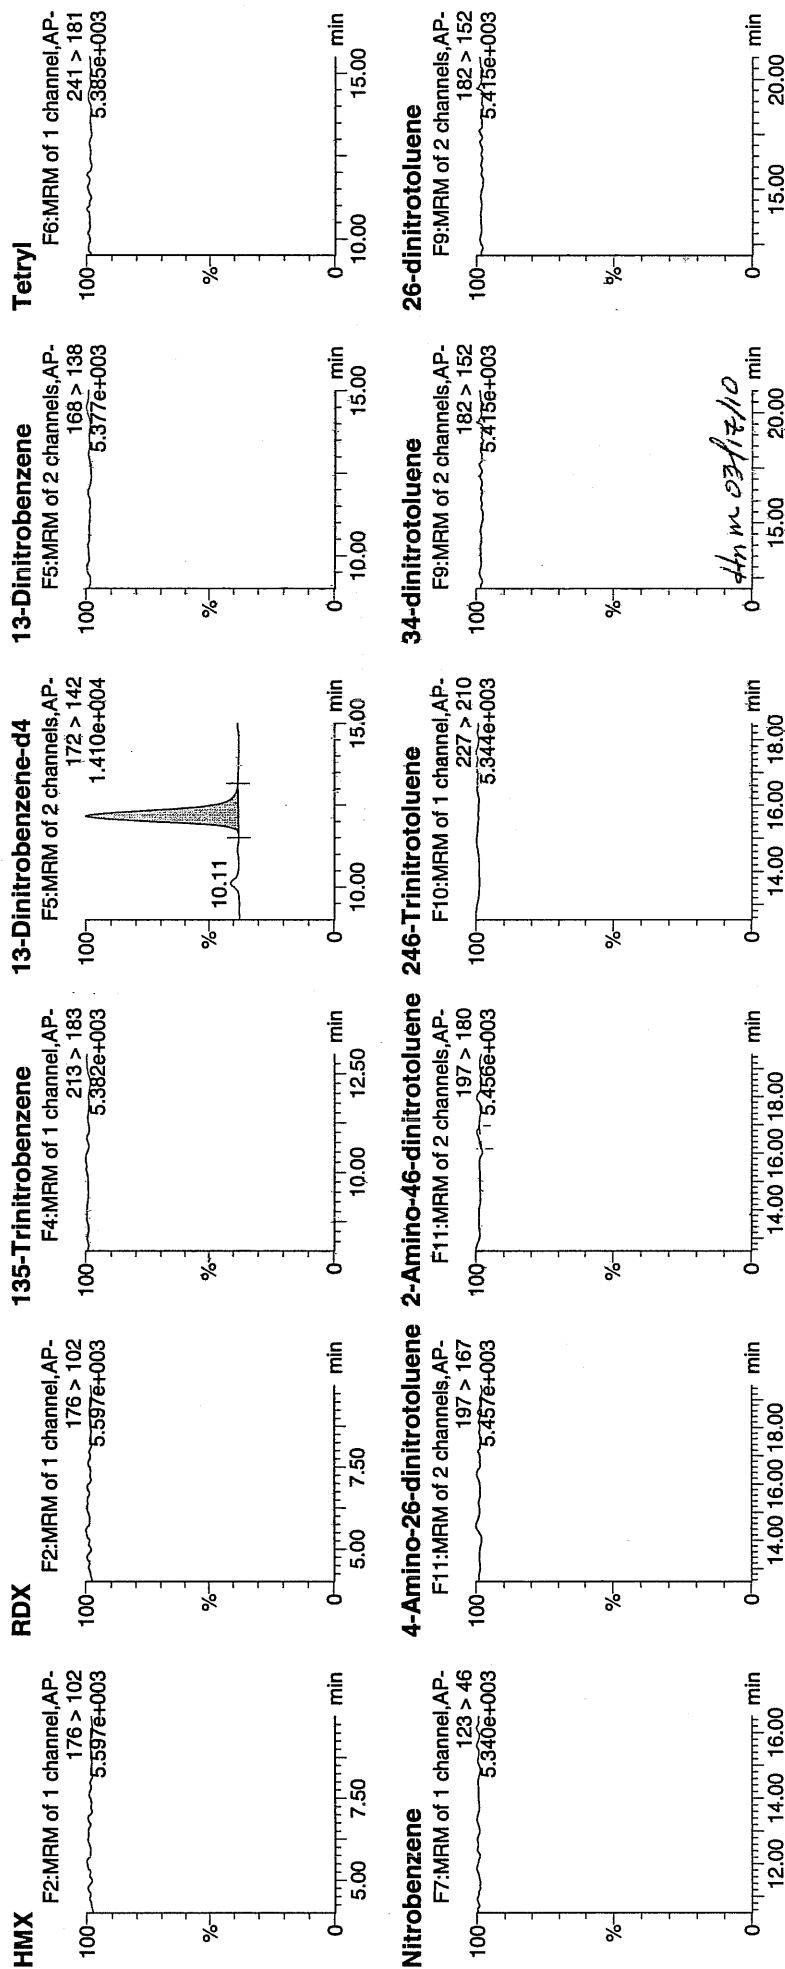 HMX
F2:MRM of 1 channel,AP-
176 > 102
5.597e+003
100
%
0
5.00
7.50
min
RDX
F2:MRM of 1 channel,AP-
176 > 102
5.597e+003
100
%
0
5.00
7.50
min
135-Trinitrobenzene
F4:MRM of 1 channel,AP-
213 > 183
5.382e+003
100
%
0
10.00
12.50
min
13-Dinitrobenzene-d4
F5:MRM of 2 channels,AP-
172 > 142
1.410e+004
100
10.11
%
0
10.00
15.00
min
13-Dinitrobenzene
F5:MRM of 2 channels,AP-
168 > 138
5.377e+003
100
%
0
10.00
15.00
min
Tetryl
F6:MRM of 1 channel,AP-
241 > 181
5.385e+003
100
%
0
10.00
15.00
min
Nitrobenzene
F7:MRM of 1 channel,AP-
123 > 46
5.340e+003
100
%
0
12.00
14.00
16.00
min
4-Amino-26-dinitrotoluene
F11:MRM of 2 channels,AP-
197 > 167
5.457e+003
100
%
0
14.00
16.00
18.00
min
2-Amino-46-dinitrotoluene
F11:MRM of 2 channels,AP-
197 > 180
5.456e+003
100
%
0
14.00
16.00
18.00
min
246-Trinitrotoluene
F10:MRM of 1 channel,AP-
227 > 210
5.344e+003
100
%
0
14.00
16.00
18.00
min
34-dinitrotoluene
F9:MRM of 2 channels,AP-
182 > 152
5.415e+003
100
%
03/17/10
0
15.00
20.00
min
26-dinitrotoluene
F9:MRM of 2 channels,AP-
182 > 152
5.415e+003
100
%
0
15.00
20.00
min